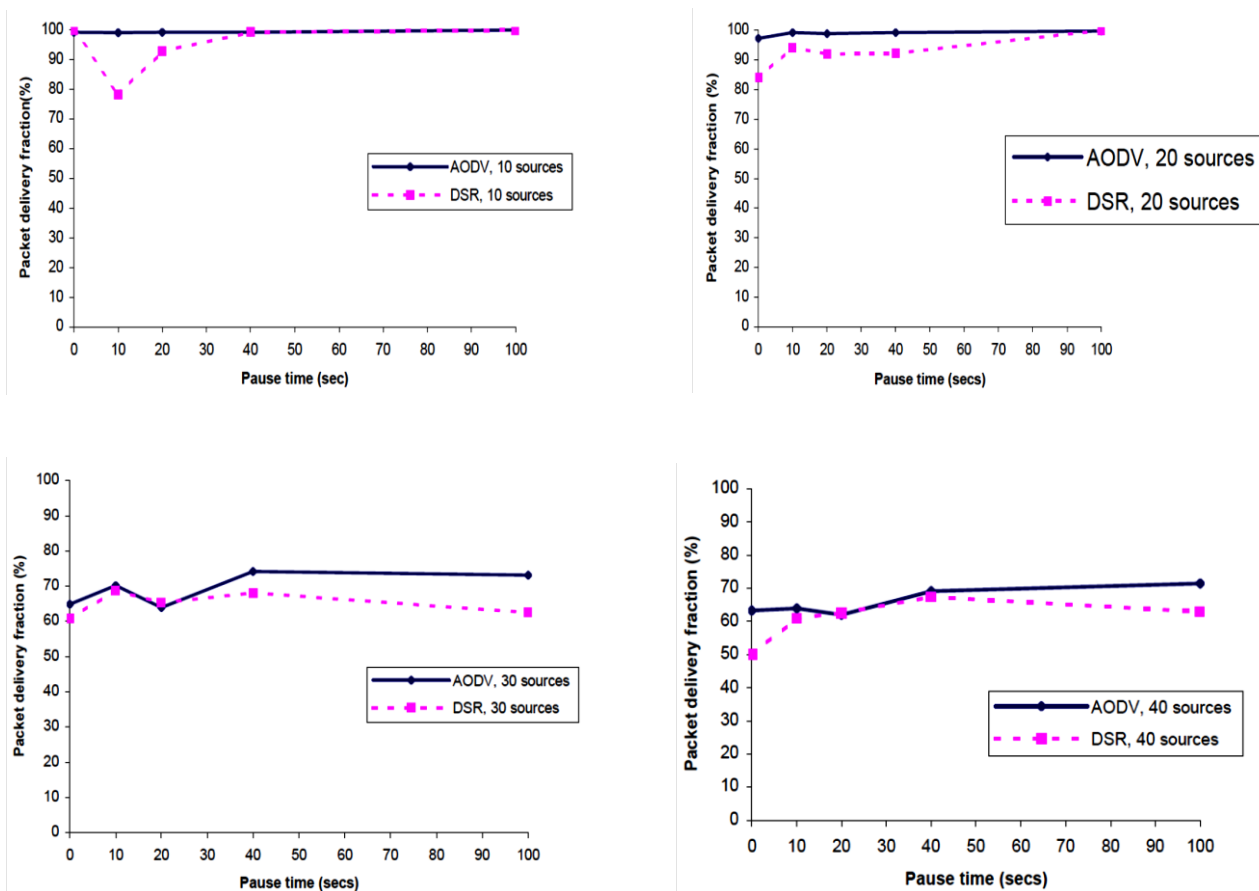 Packet delivery fraction(%)
100
90
80
70
60
50
40
30
20
10
0
0 10 20 30 40 50 60 70 80 90 100
Pause time (sec)
AODV, 10 sources
DSR, 10 sources
Packet delivery fraction (%)
100
90
80
70
60
50
40
30
20
10
0
0 10 20 30 40 50 60 70 80 90 100
Pause time (secs)
AODV, 20 sources
DSR, 20 sources
Packet delivery fraction (%)
100
90
80
70
60
50
40
30
20
10
0
0 10 20 30 40 50 60 70 80 90 100
Pause time (secs)
AODV, 30 sources
DSR, 30 sources
Packet delivery fraction (%)
100
90
80
70
60
50
40
30
20
10
0
0 10 20 30 40 50 60 70 80 90 100
Pause time (secs)
AODV, 40 sources
DSR, 40 sources